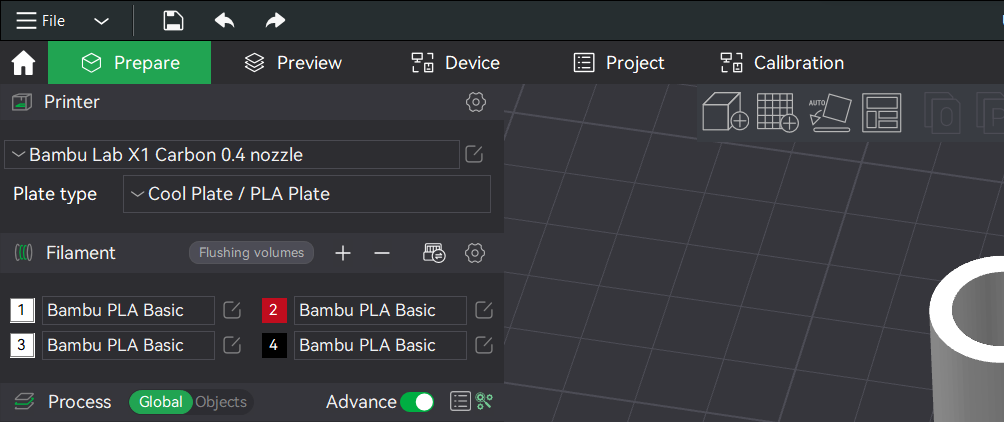 File
Prepare Preview Device Project Calibration
Printer
AUTO
Bambu Lab X1 Carbon 0.4 nozzle
Plate type Cool Plate / PLA Plate
Filament Flushing volumes
1 Bambu PLA Basic 2 Bambu PLA Basic
3 Bambu PLA Basic 4 Bambu PLA Basic
Process Global Objects Advance